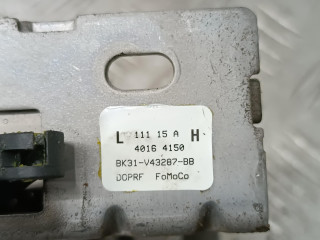 L 111 15 A H
4016 4150
BK31-V43287-BB
DOPRF FoMoCo